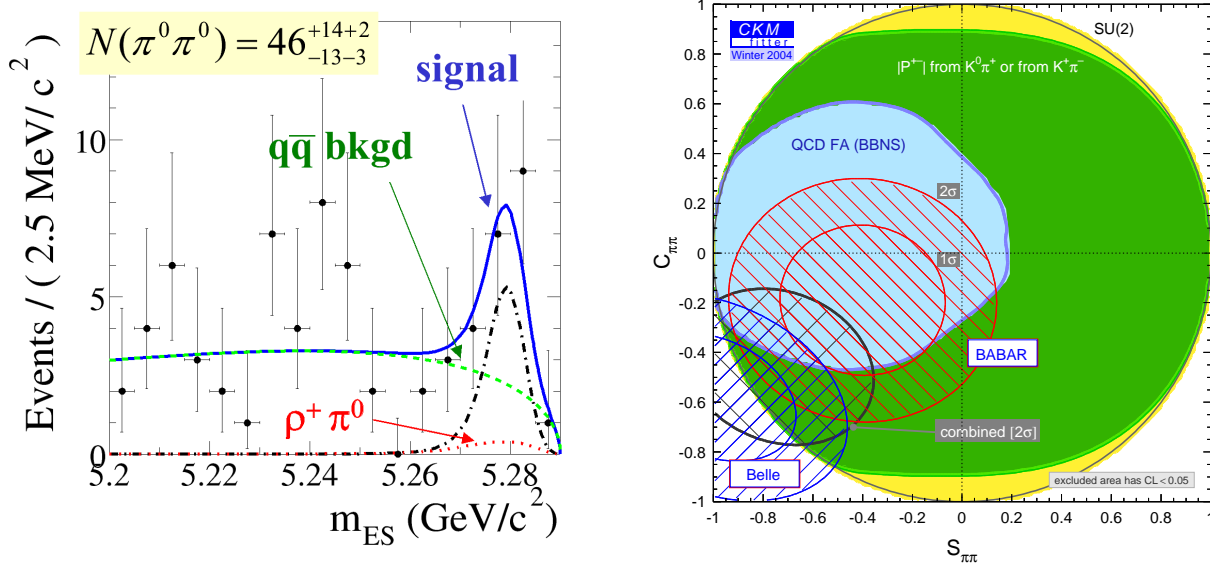 N(π⁰π⁰) = 46 +14+2 −13−3
signal
qq̅ bkgd
ρ⁺π⁰
10
5
0
5.2 5.22 5.24 5.26 5.28
Events / ( 2.5 MeV/ c²)
m_ES (GeV/c²)
CKM
fitter
Winter 2004
SU(2)
|P⁺⁻| from K⁰π⁺ or from K⁺π⁻
QCD FA (BBNS)
2σ
1σ
BABAR
combined [2σ]
Belle
excluded area has CL < 0.05
1
0.8
0.6
0.4
0.2
0
-0.2
-0.4
-0.6
-0.8
-1
-1 -0.8 -0.6 -0.4 -0.2 0 0.2 0.4 0.6 0.8 1
C_ππ
S_ππ